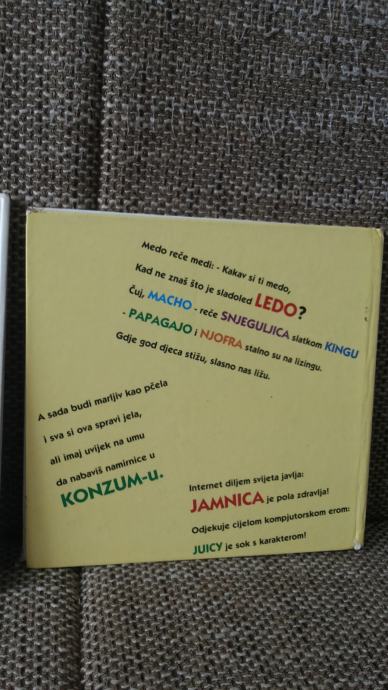 Medo reče medi: - Kakav si ti medo,
Kad ne znaš što je sladoled LEDO?
Čuj, MACHO - reče SNJEGULJICA slatkom KINGU
- PAPAGAJO i NJOFRA stalno su na lizingu.
Gdje god djeca stižu, slasno nas ližu.
A sada budi marljiv kao pčela
i sva si ova spravi jela,
ali imaj uvijek na umu
da nabaviš namirnice u
KONZUM-u.
Internet diljem svijeta javlja:
JAMNICA je pola zdravlja!
Odjekuje cijelom kompjutorskom erom:
JUICY je sok s karakterom!